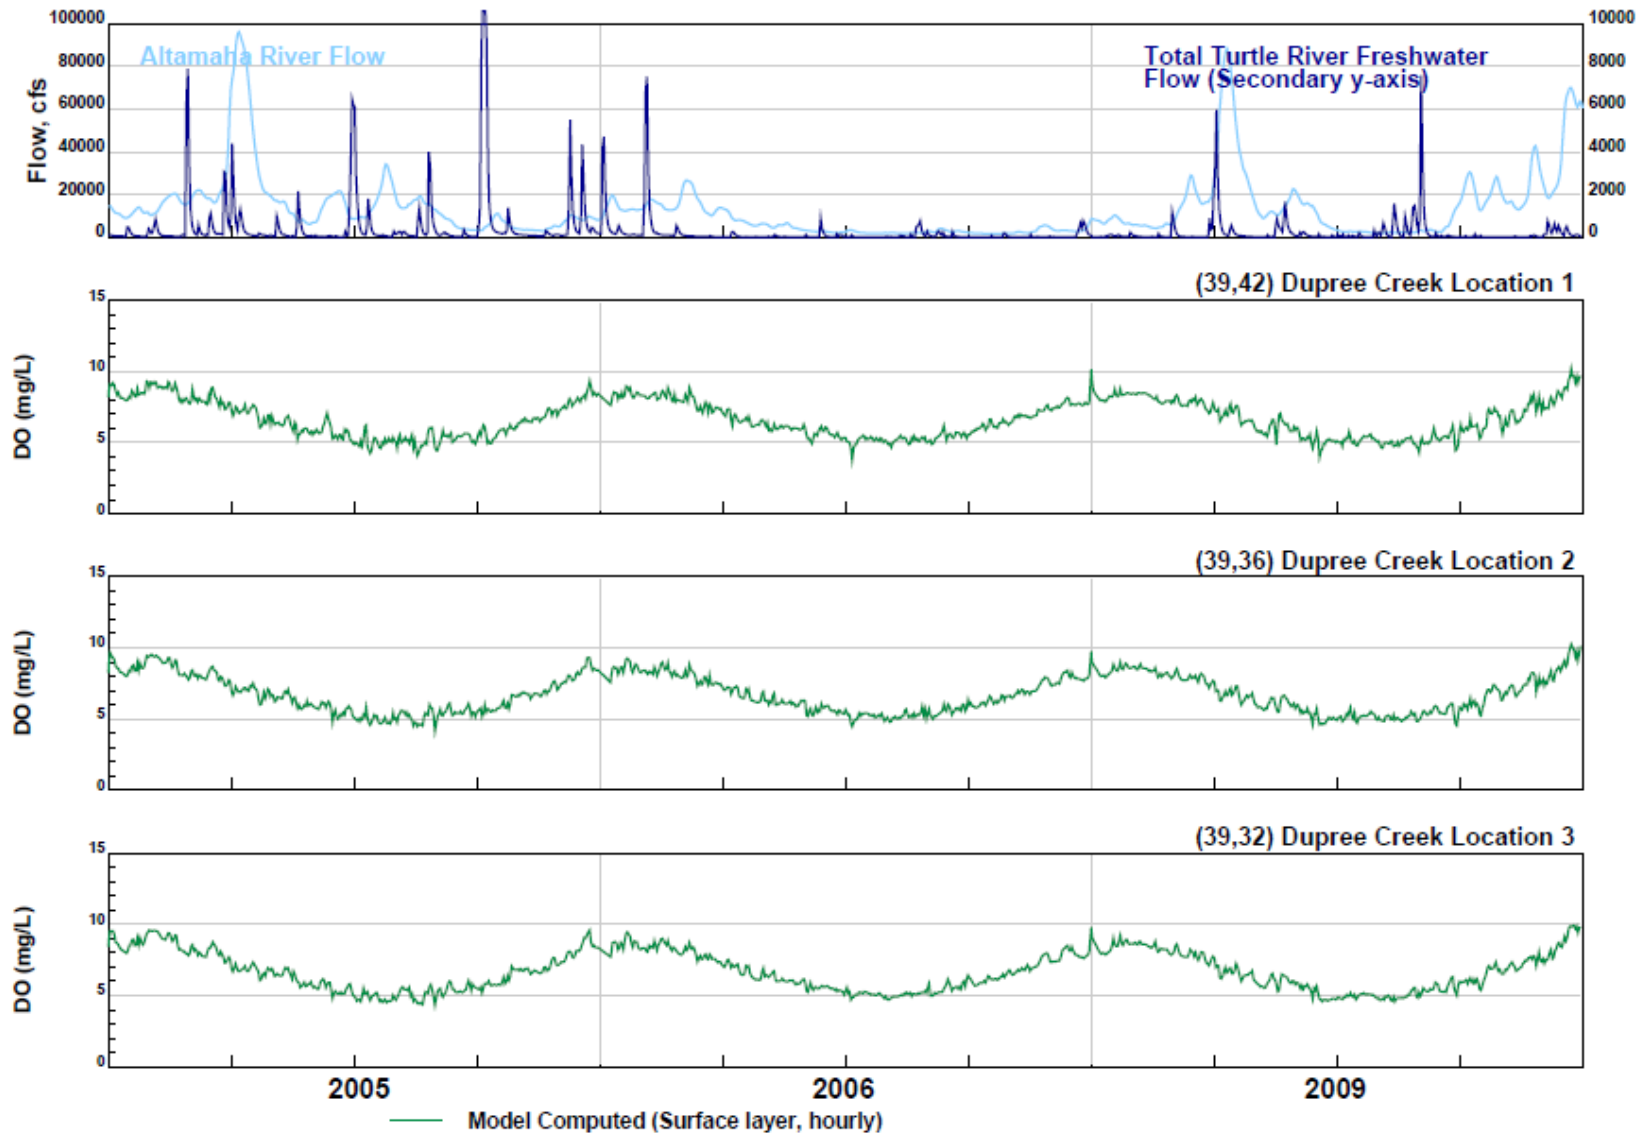 100000
80000
60000
40000
20000
0
Flow, cfs
Altamaha River Flow
Total Turtle River Freshwater
Flow (Secondary y-axis)
10000
8000
6000
4000
2000
0
(39,42) Dupree Creek Location 1
15
10
5
0
DO (mg/L)
(39,36) Dupree Creek Location 2
15
10
5
0
DO (mg/L)
(39,32) Dupree Creek Location 3
15
10
5
0
DO (mg/L)
2005 2006 2009
Model Computed (Surface layer, hourly)